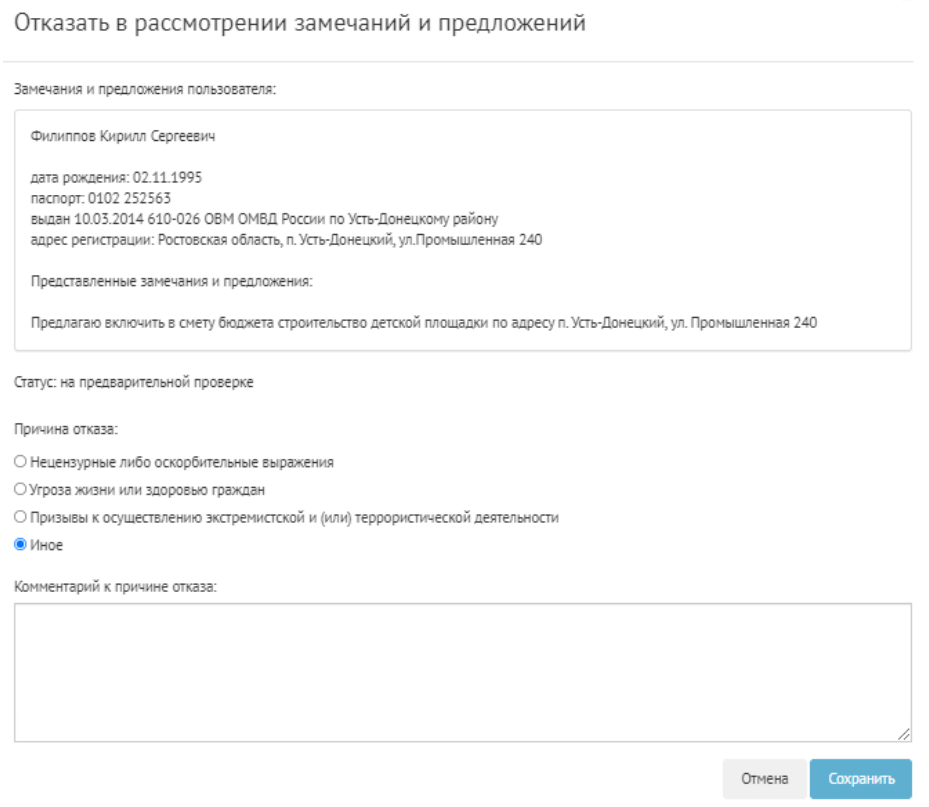 Отказать в рассмотрении замечаний и предложений
Замечания и предложения пользователя:
Филиппов Кирилл Сергеевич
дата рождения: 02.11.1995
паспорт: 0102 252563
выдан 10.03.2014 610-026 ОВМ ОМВД России по Усть-Донецкому району
адрес регистрации: Ростовская область, п. Усть-Донецкий, ул.Промышленная 240
Представленные замечания и предложения:
Предлагаю включить в смету бюджета строительство детской площадки по адресу п. Усть-Донецкий, ул. Промышленная 240
Статус: на предварительной проверке
Причина отказа:
Нецензурные либо оскорбительные выражения
Угроза жизни или здоровью граждан
Призывы к осуществлению экстремистской и (или) террористической деятельности
Иное
Комментарий к причине отказа:
Отмена Сохранить